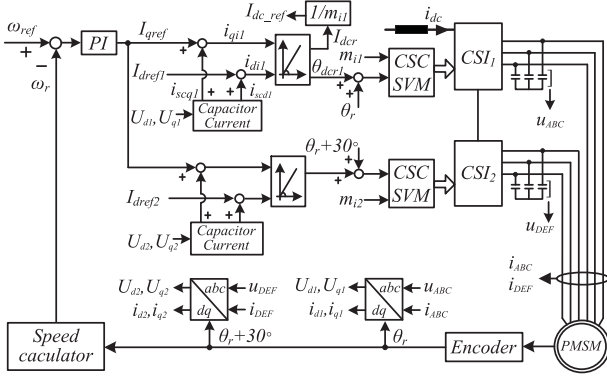 ω_ref
+
−
ω_r
PI
I_qref
+
i_qi1
I_dc_ref
1/m_i1
I_dcr
i_dc
CSI_1
I_dref1
+
i_di1
θ_dcr1
m_i1
CSC
SVM
i_scq1
+
+
i_scd1
+
+
θ_r
U_d1,U_q1
Capacitor
Current
u_ABC
+
θ_r+30°
+
+
CSC
SVM
CSI_2
I_dref2
+
m_i2
+
+
U_d2,U_q2
Capacitor
Current
u_DEF
U_d2,U_q2
abc
u_DEF
i_d2,i_q2
dq
i_DEF
U_d1,U_q1
abc
u_ABC
i_d1,i_q1
dq
i_ABC
i_ABC
i_DEF
θ_r+30°
θ_r
Speed
caculator
Encoder
PMSM